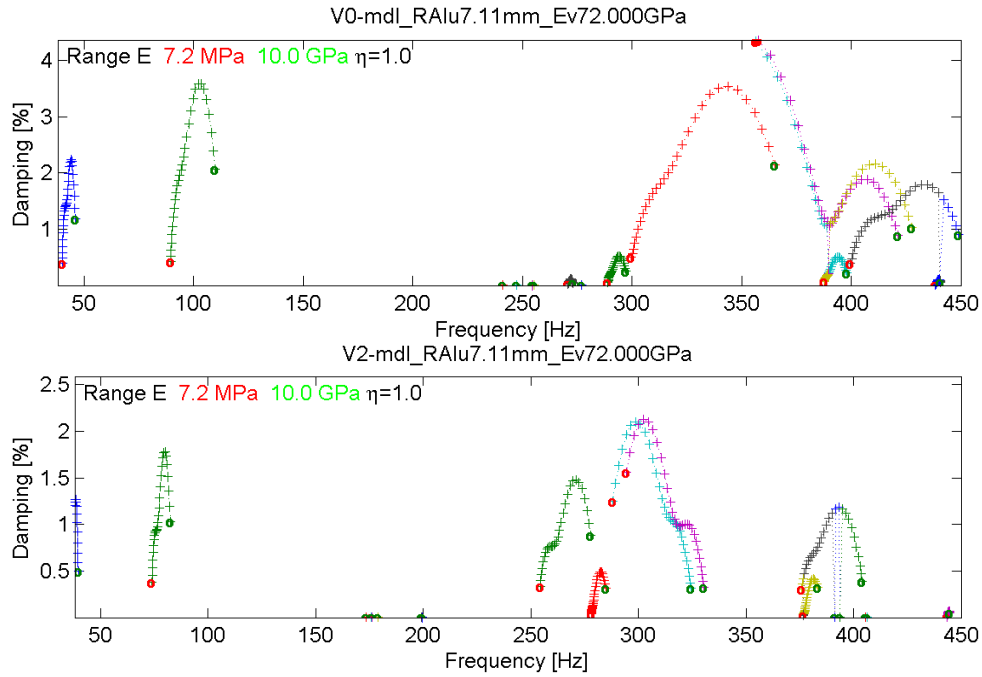 V0-mdl_RAlu7.11mm_Ev72.000GPa
Range E 7.2 MPa 10.0 GPa η=1.0
Damping [%]
4
3
2
1
50 100 150 200 250 300 350 400 450
Frequency [Hz]
V2-mdl_RAlu7.11mm_Ev72.000GPa
Range E 7.2 MPa 10.0 GPa η=1.0
Damping [%]
2.5
2
1.5
1
0.5
50 100 150 200 250 300 350 400 450
Frequency [Hz]